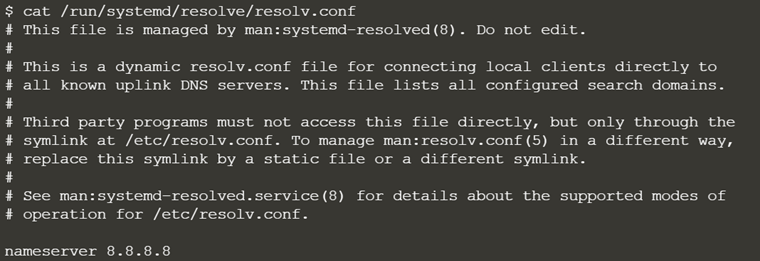 $ cat /run/systemd/resolve/resolv.conf
# This file is managed by man:systemd-resolved(8). Do not edit.
#
# This is a dynamic resolv.conf file for connecting local clients directly to
# all known uplink DNS servers. This file lists all configured search domains.
#
# Third party programs must not access this file directly, but only through the
# symlink at /etc/resolv.conf. To manage man:resolv.conf(5) in a different way,
# replace this symlink by a static file or a different symlink.
#
# See man:systemd-resolved.service(8) for details about the supported modes of
# operation for /etc/resolv.conf.

nameserver 8.8.8.8